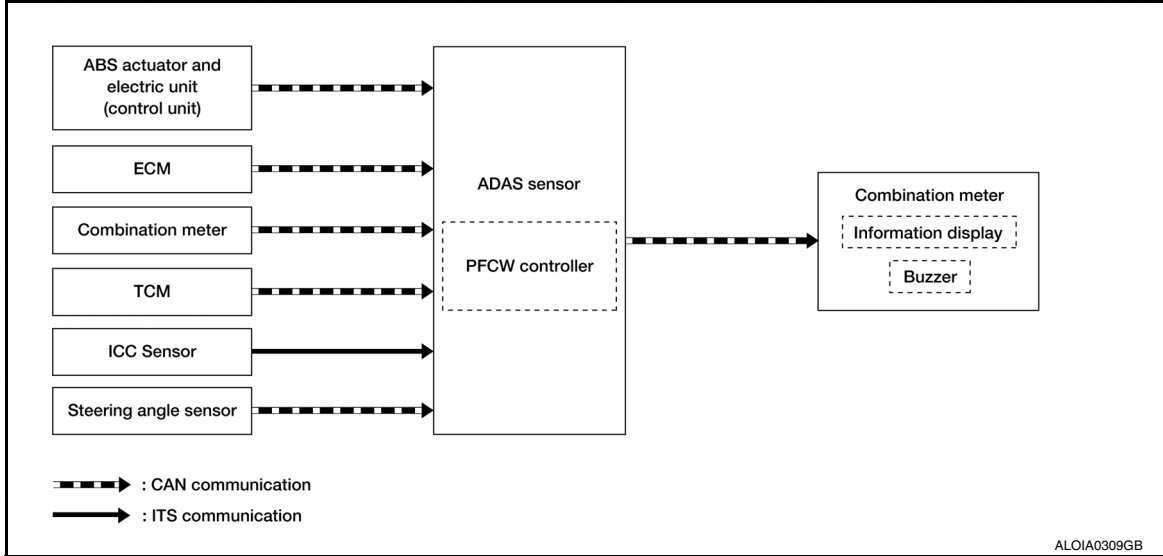 ABS actuator and
electric unit
(control unit)
ECM
Combination meter
TCM
ICC Sensor
Steering angle sensor
ADAS sensor
PFCW controller
Combination meter
Information display
Buzzer
: CAN communication
: ITS communication
ALOIA0309GB